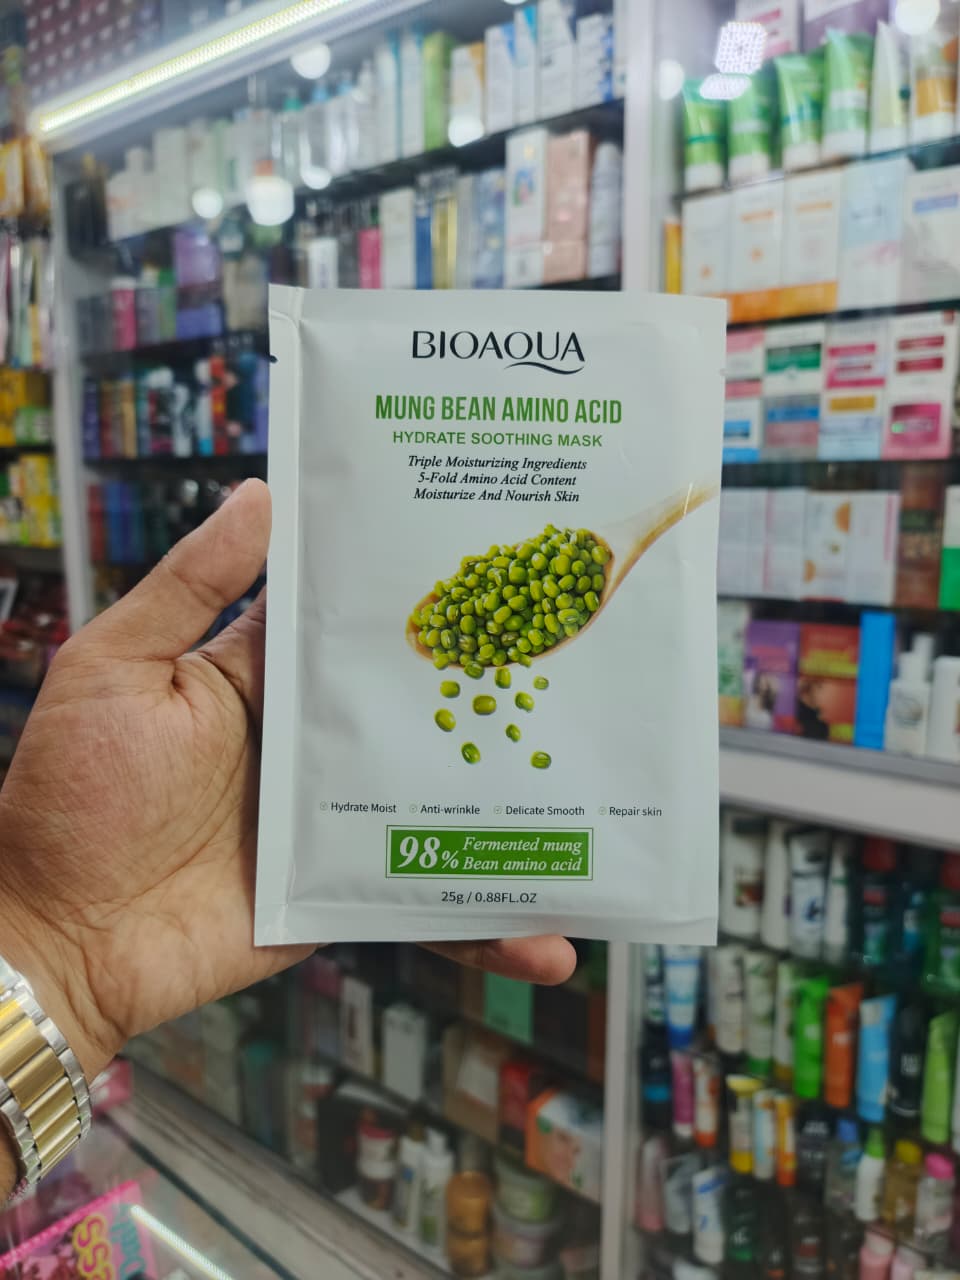 BIOAQUA
MUNG BEAN AMINO ACID
HYDRATE SOOTHING MASK
Triple Moisturizing Ingredients
5-Fold Amino Acid Content
Moisturize And Nourish Skin
Hydrate Moist Anti-wrinkle Delicate Smooth Repair skin
98% Fermented mung
Bean amino acid
25g / 0.88FL.OZ